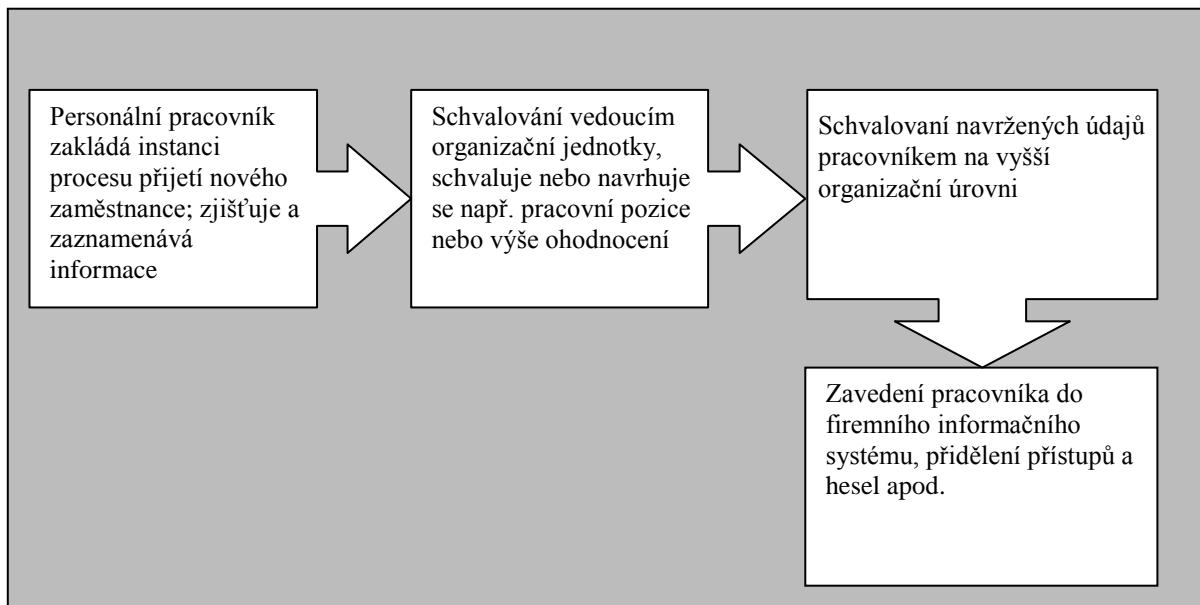 Personální pracovník
zakládá instanci
procesu přijetí nového
zaměstnance; zjišťuje a
zaznamenává
informace
Schvalování vedoucím
organizační jednotky,
schvaluje nebo navrhuje
se např. pracovní pozice
nebo výše ohodnocení
Schvalovaní navržených údajů
pracovníkem na vyšší
organizační úrovni
Zavedení pracovníka do
firemního informačního
systému, přidělení přístupů a
hesel apod.